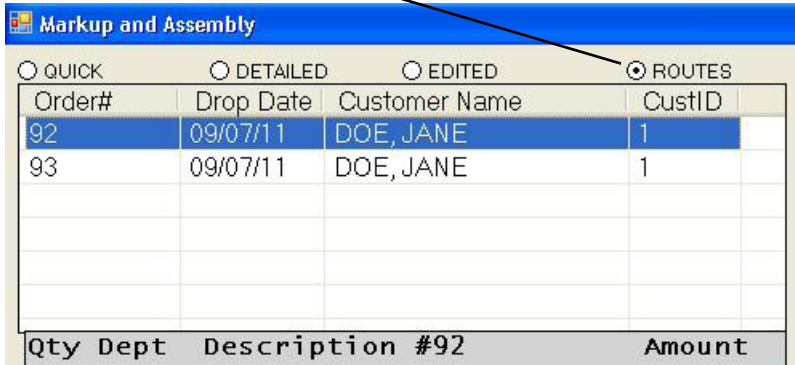 Markup and Assembly
QUICK DETAILED EDITED ROUTES
Order# Drop Date Customer Name CustID
92 09/07/11 DOE, JANE 1
93 09/07/11 DOE, JANE 1
Qty Dept Description #92 Amount